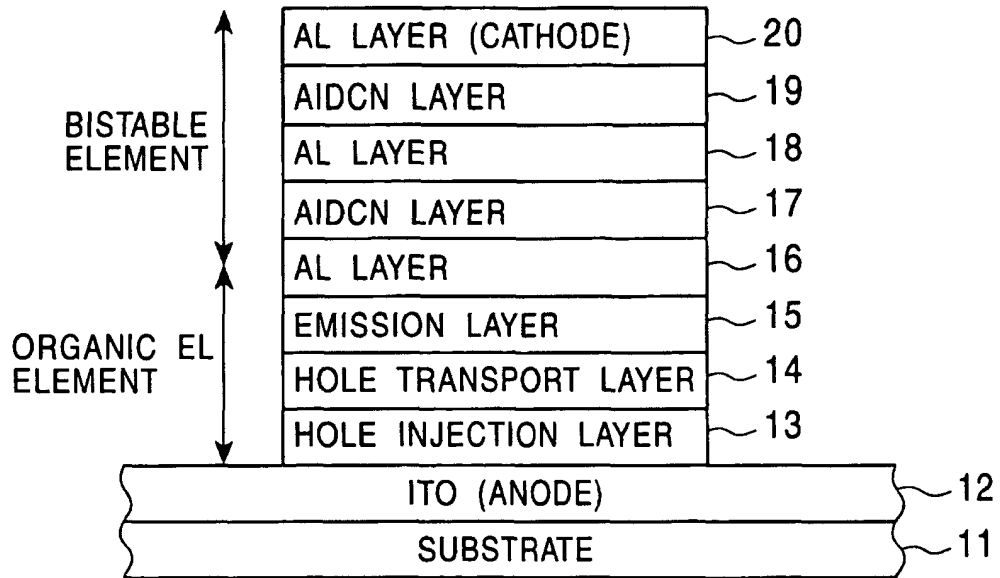 AL LAYER (CATHODE) 20
AIDCN LAYER 19
BISTABLE
ELEMENT
AL LAYER 18
AIDCN LAYER 17
AL LAYER 16
EMISSION LAYER 15
ORGANIC EL
ELEMENT
HOLE TRANSPORT LAYER 14
HOLE INJECTION LAYER 13
ITO (ANODE) 12
SUBSTRATE 11